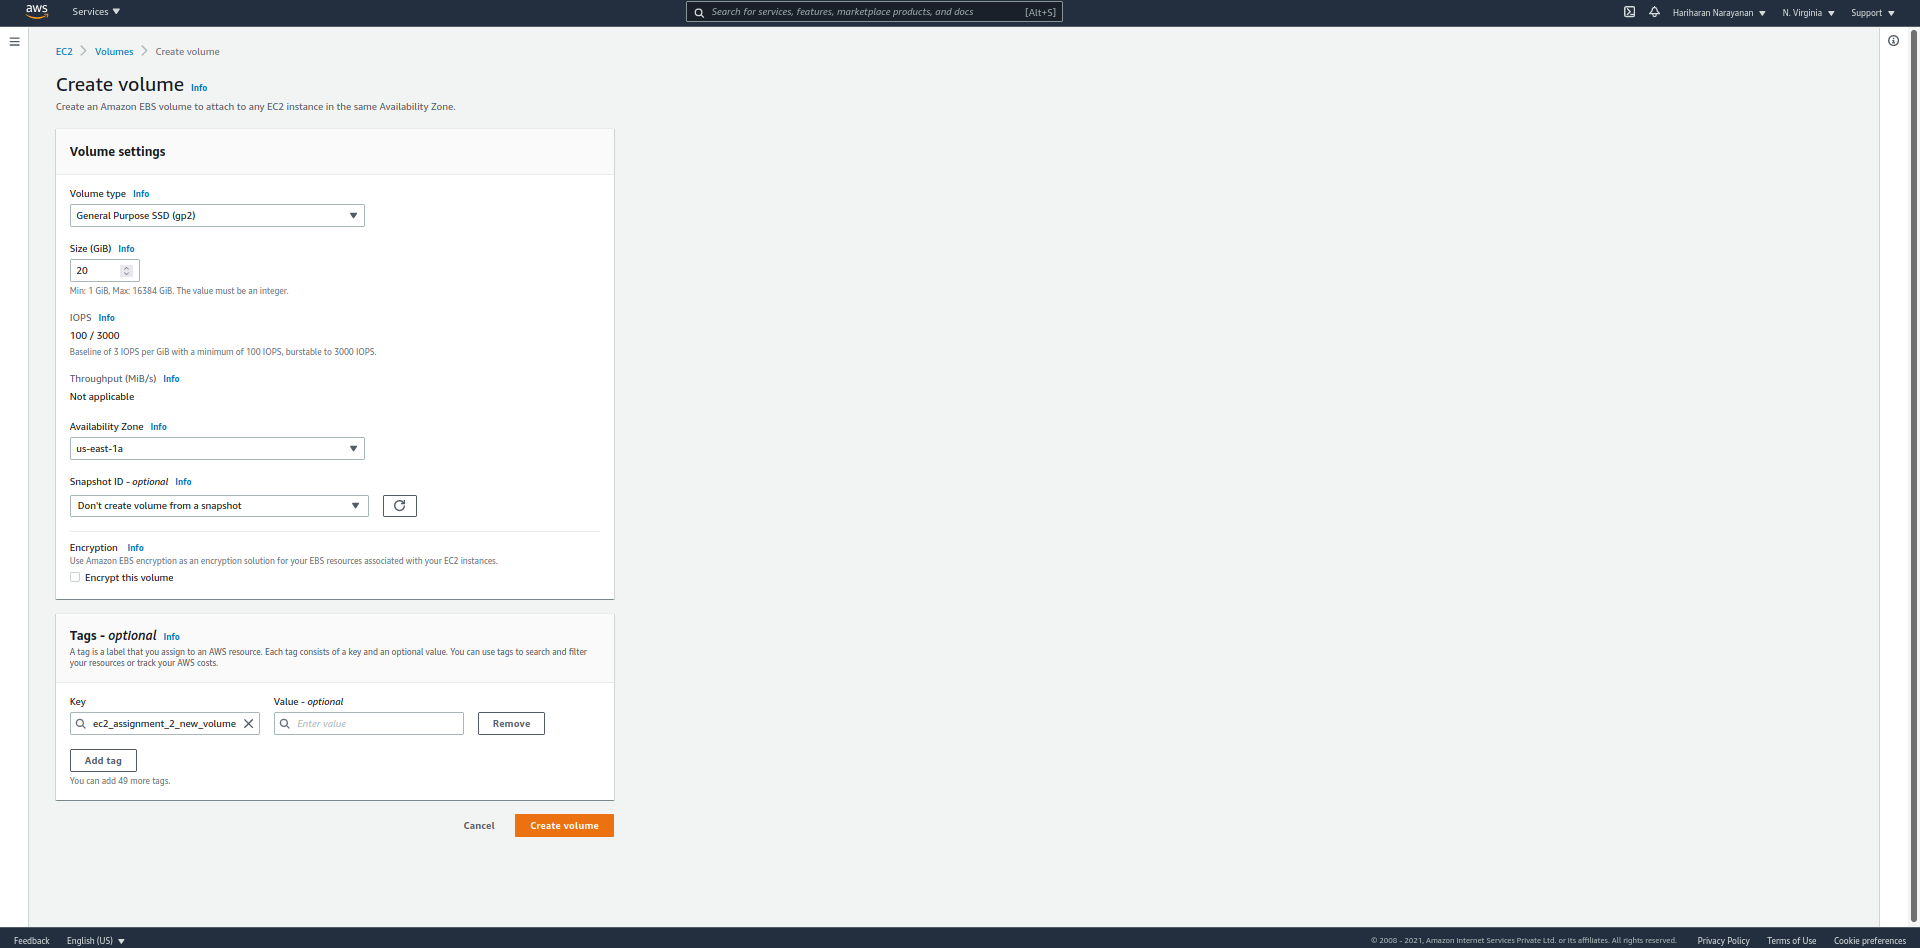 aws
Services
Search for services, features, marketplace products, and docs
[Alt+S]
Hariharan Narayanan
N. Virginia
Support
EC2
Volumes
Create volume
Create volume Info
Create an Amazon EBS volume to attach to any EC2 instance in the same Availability Zone.
Volume settings
Volume type Info
General Purpose SSD (gp2)
Size (GiB) Info
20
Min: 1 GiB, Max: 16384 GiB. The value must be an integer.
IOPS Info
100 / 3000
Baseline of 3 IOPS per GiB with a minimum of 100 IOPS, burstable to 3000 IOPS.
Throughput (MiB/s) Info
Not applicable
Availability Zone Info
us-east-1a
Snapshot ID - optional Info
Don't create volume from a snapshot
Encryption Info
Use Amazon EBS encryption as an encryption solution for your EBS resources associated with your EC2 instances.
Encrypt this volume
Tags - optional Info
A tag is a label that you assign to an AWS resource. Each tag consists of a key and an optional value. You can use tags to search and filter
your resources or track your AWS costs.
Key
Value - optional
ec2_assignment_2_new_volume
Enter value
Remove
Add tag
You can add 49 more tags.
Cancel
Create volume
Feedback
English (US)
© 2008 - 2021, Amazon Internet Services Private Ltd. or its affiliates. All rights reserved.
Privacy Policy
Terms of Use
Cookie preferences